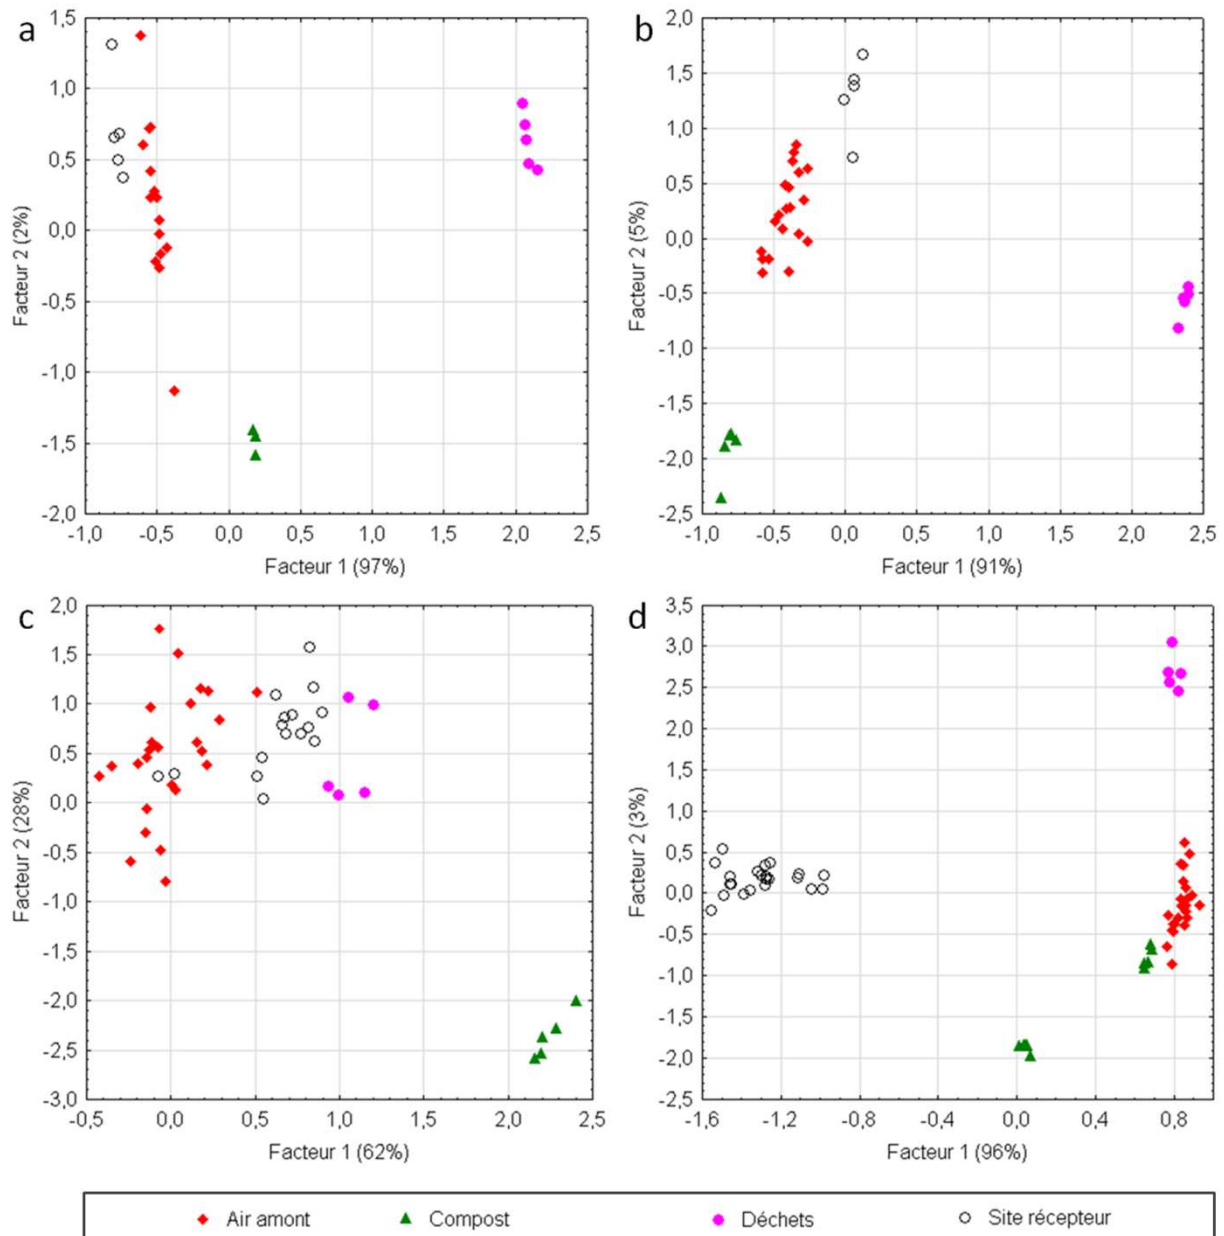 a
1,5
1,0
0,5
0,0
-0,5
-1,0
-1,5
-2,0
Facteur 2 (2%)
-1,0 -0,5 0,0 0,5 1,0 1,5 2,0 2,5
Facteur 1 (97%)
b
2,0
1,5
1,0
0,5
0,0
-0,5
-1,0
-1,5
-2,0
-2,5
Facteur 2 (5%)
-1,0 -0,5 0,0 0,5 1,0 1,5 2,0 2,5
Facteur 1 (91%)
c
2,0
1,5
1,0
0,5
0,0
-0,5
-1,0
-1,5
-2,0
-2,5
-3,0
Facteur 2 (28%)
-0,5 0,0 0,5 1,0 1,5 2,0 2,5
Facteur 1 (62%)
d
3,5
3,0
2,5
2,0
1,5
1,0
0,5
0,0
-0,5
-1,0
-1,5
-2,0
-2,5
Facteur 2 (3%)
-1,6 -1,2 -0,8 -0,4 0,0 0,4 0,8
Facteur 1 (96%)
Air amont Compost Déchets Site récepteur